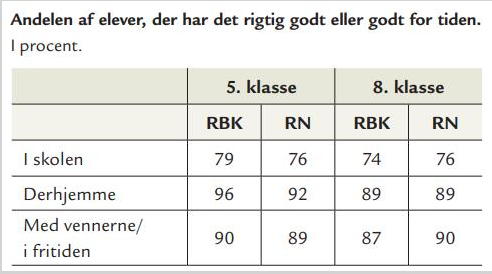 Andelen af elever, der har det rigtig godt eller godt for tiden.
I procent.
5. klasse 8. klasse
RBK RN RBK RN
I skolen 79 76 74 76
Derhjemme 96 92 89 89
Med vennerne/
i fritiden 90 89 87 90